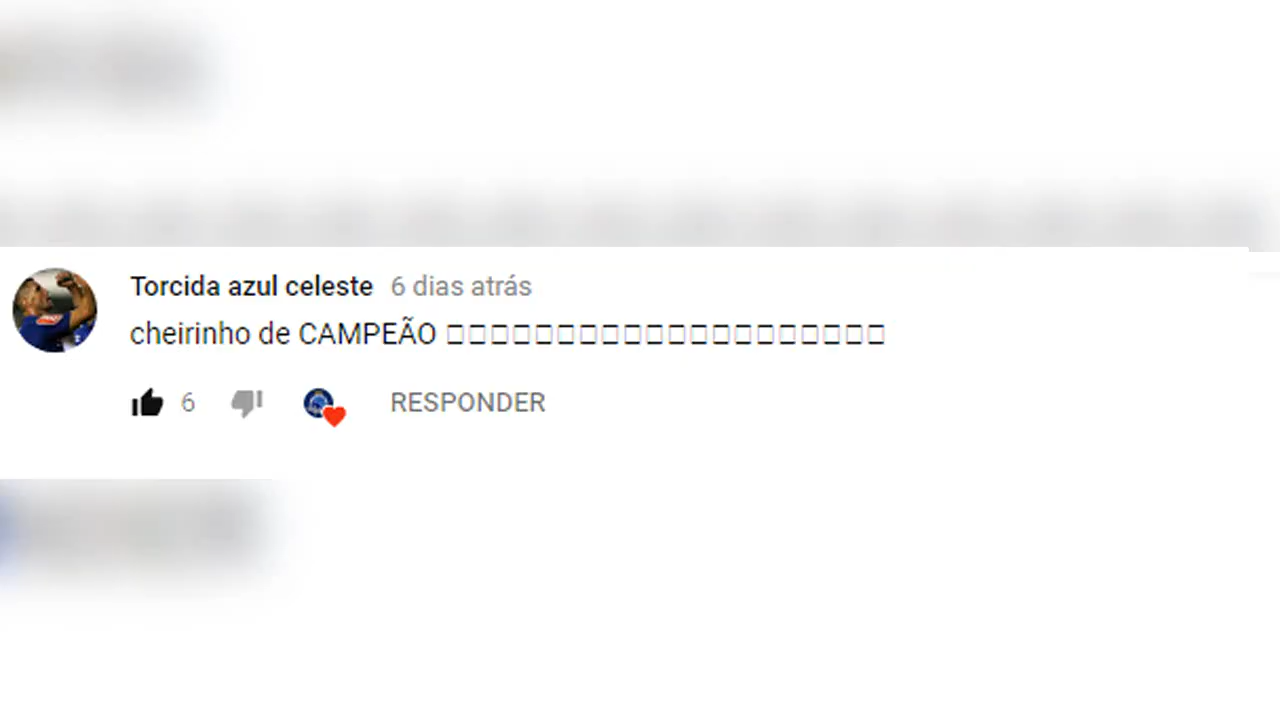 Torcida azul celeste 6 dias atrás
cheirinho de CAMPEÃO □□□□□□□□□□□□□□□□□□□□
6
RESPONDER